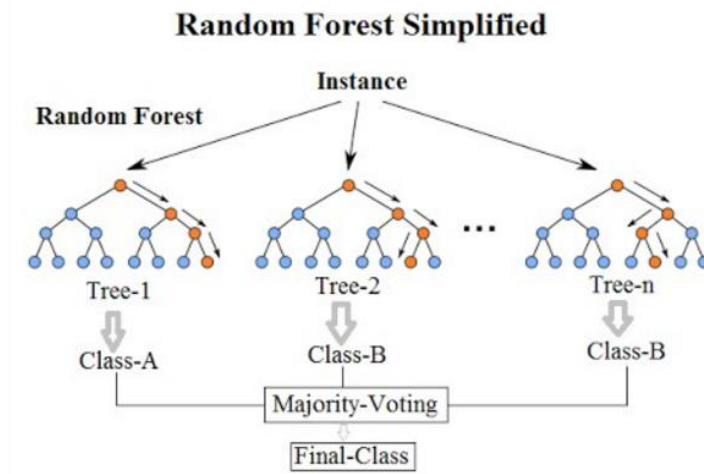 Random Forest Simplified
Instance
Random Forest
...
Tree-1
Tree-2
Tree-n
Class-A
Class-B
Class-B
Majority-Voting
Final-Class